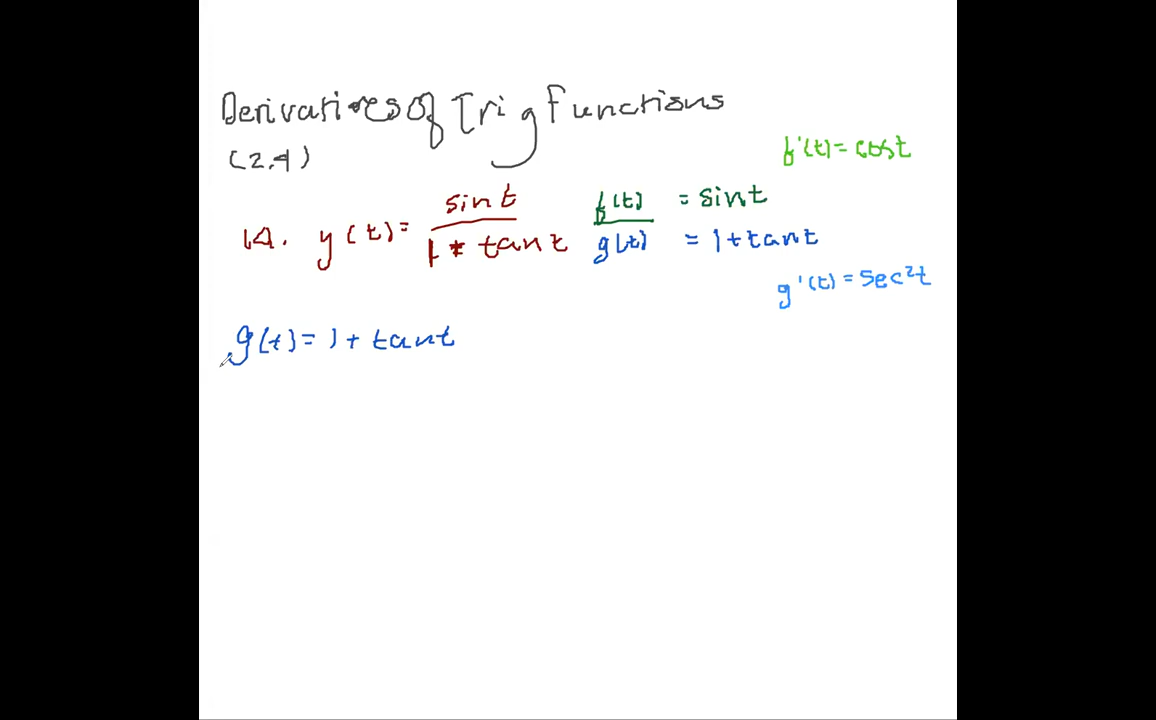 Derivatives of Trig Functions
(2.4)
f'(t) = cost
14. y(t) = sint / 1 * tant
f(t) = sint
g(t) = 1 + tant
g'(t) = sec²t
g(t) = 1 + tant